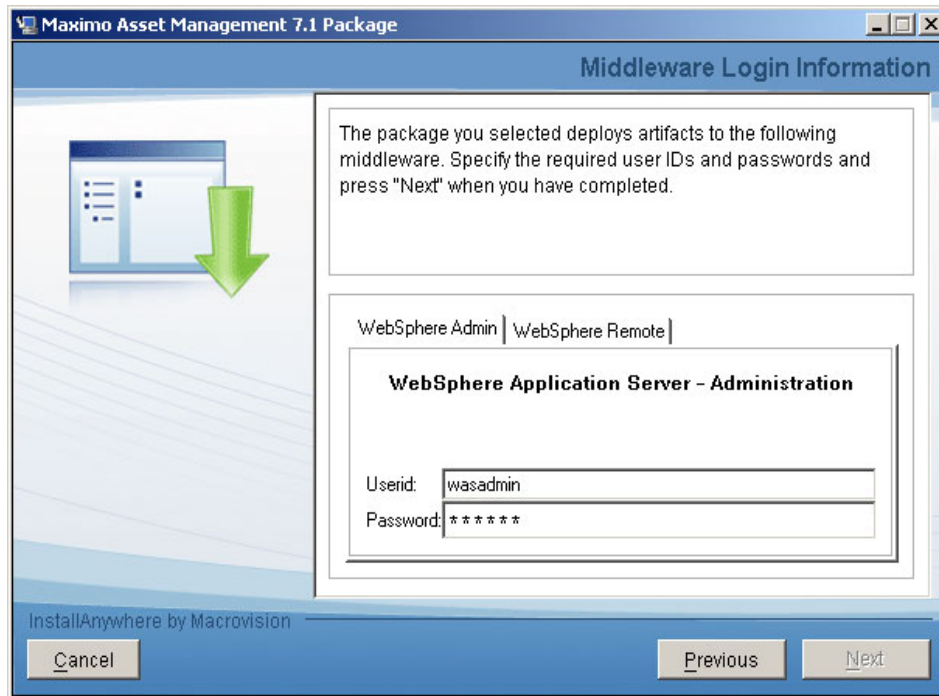 Maximo Asset Management 7.1 Package
Middleware Login Information
The package you selected deploys artifacts to the following
middleware. Specify the required user IDs and passwords and
press "Next" when you have completed.
WebSphere Admin
WebSphere Remote
WebSphere Application Server - Administration
Userid:
wasadmin
Password:
******
InstallAnywhere by Macrovision
Cancel
Previous
Next